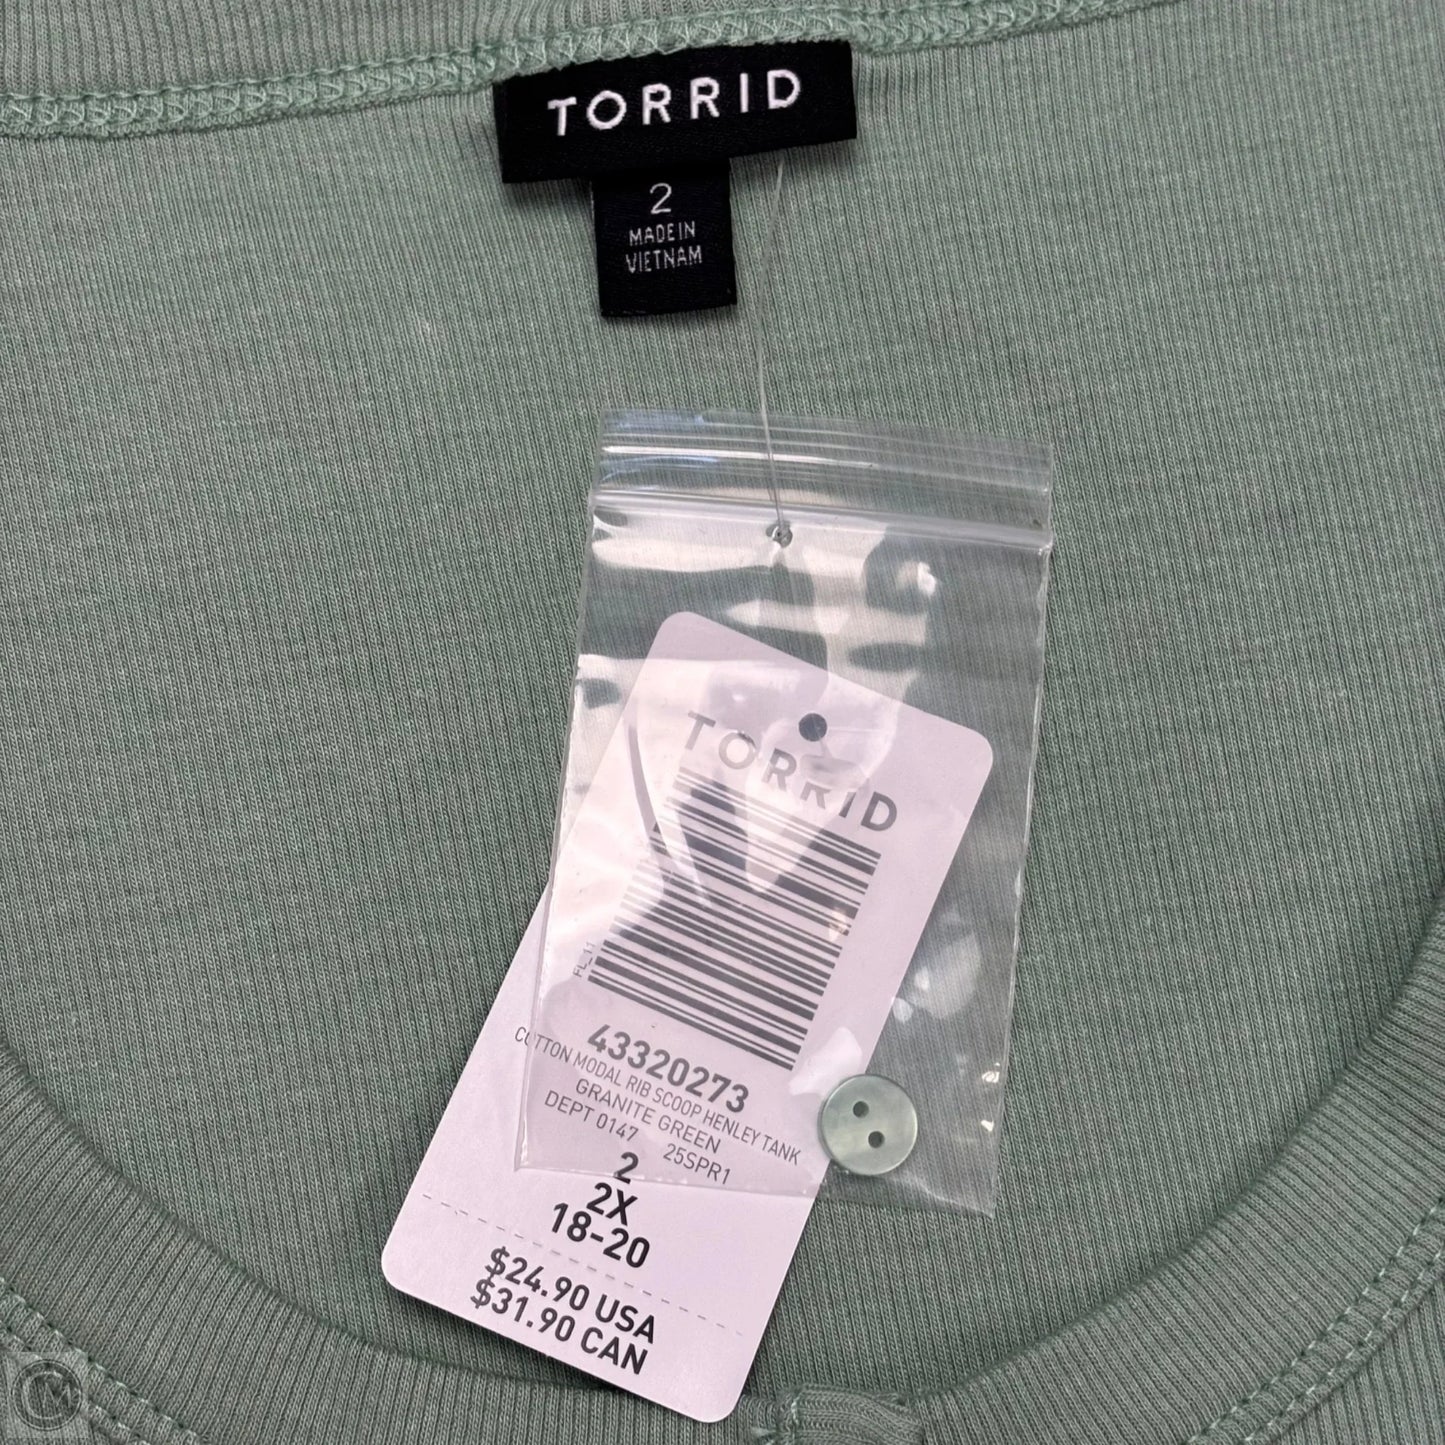 TORRID
2
MADE IN
VIETNAM
TORRID
FL_11
43320273
COTTON MODAL RIB SCOOP HENLEY TANK
GRANITE GREEN
DEPT 0147 25SPR1
2
2X
18-20
$24.90 USA
$31.90 CAN